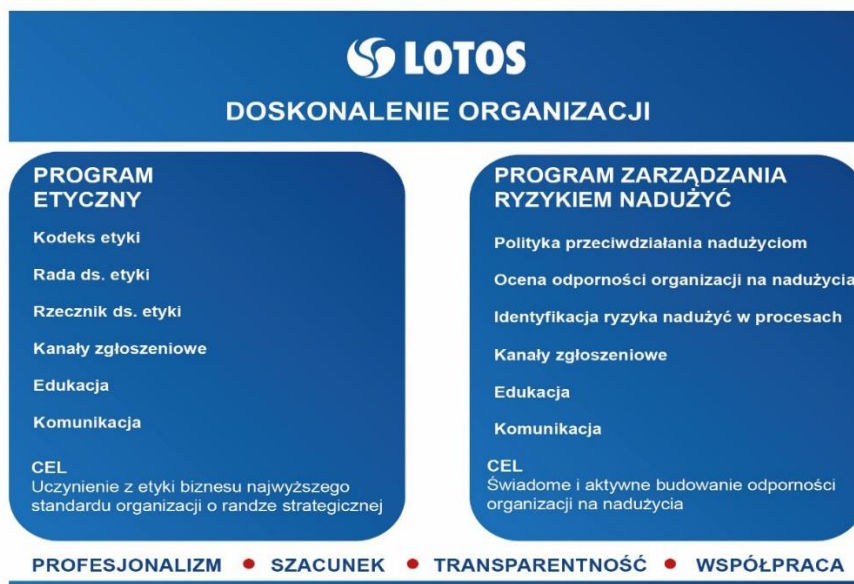 LOTOS
DOSKONALENIE ORGANIZACJI
PROGRAM
ETYCZNY
Kodeks etyki
Rada ds. etyki
Rzecznik ds. etyki
Kanały zgłoszeniowe
Edukacja
Komunikacja
CEL
Uczynienie z etyki biznesu najwyższego
standardu organizacji o randze strategicznej
PROGRAM ZARZĄDZANIA
RYZYKIEM NADUŻYĆ
Polityka przeciwdziałania nadużyciom
Ocena odporności organizacji na nadużycia
Identyfikacja ryzyka nadużyć w procesach
Kanały zgłoszeniowe
Edukacja
Komunikacja
CEL
Świadome i aktywne budowanie odporności
organizacji na nadużycia
PROFESJONALIZM • SZACUNEK • TRANSPARENTNOŚĆ • WSPÓŁPRACA